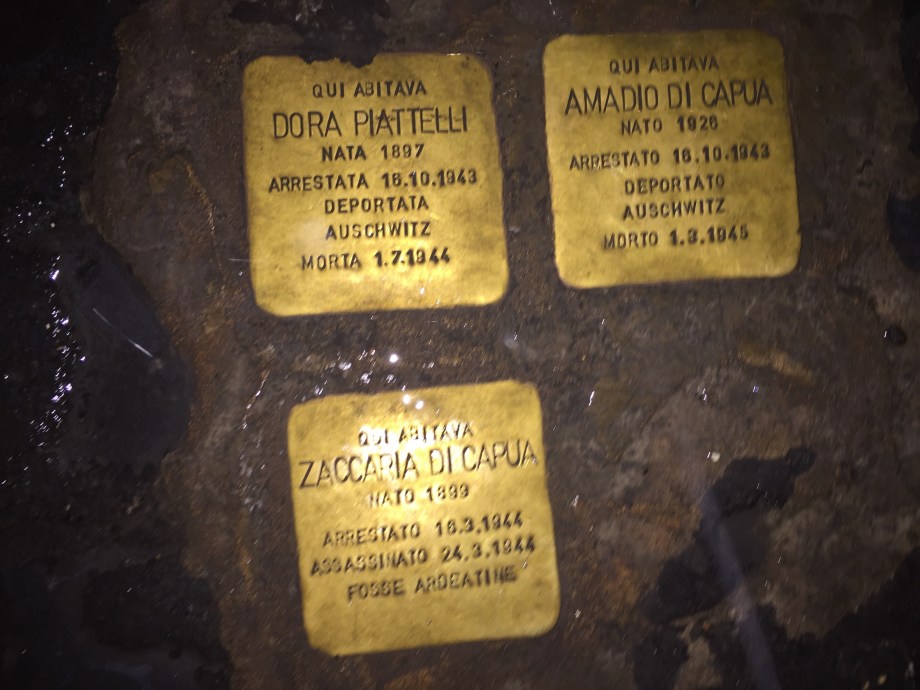 QUI ABITAVA
DORA PIATTELLI
NATA 1897
ARRESTATA 16.10.1943
DEPORTATA
AUSCHWITZ
MORTA 1.7.1944
QUI ABITAVA
AMADIO DI CAPUA
NATO 1926
ARRESTATO 16.10.1943
DEPORTATO
AUSCHWITZ
MORTO 1.3.1945
QUI ABITAVA
ZACCARIA DI CAPUA
NATO 1899
ARRESTATO 16.3.1944
ASSASSINATO 24.3.1944
FOSSE ARDEATINE